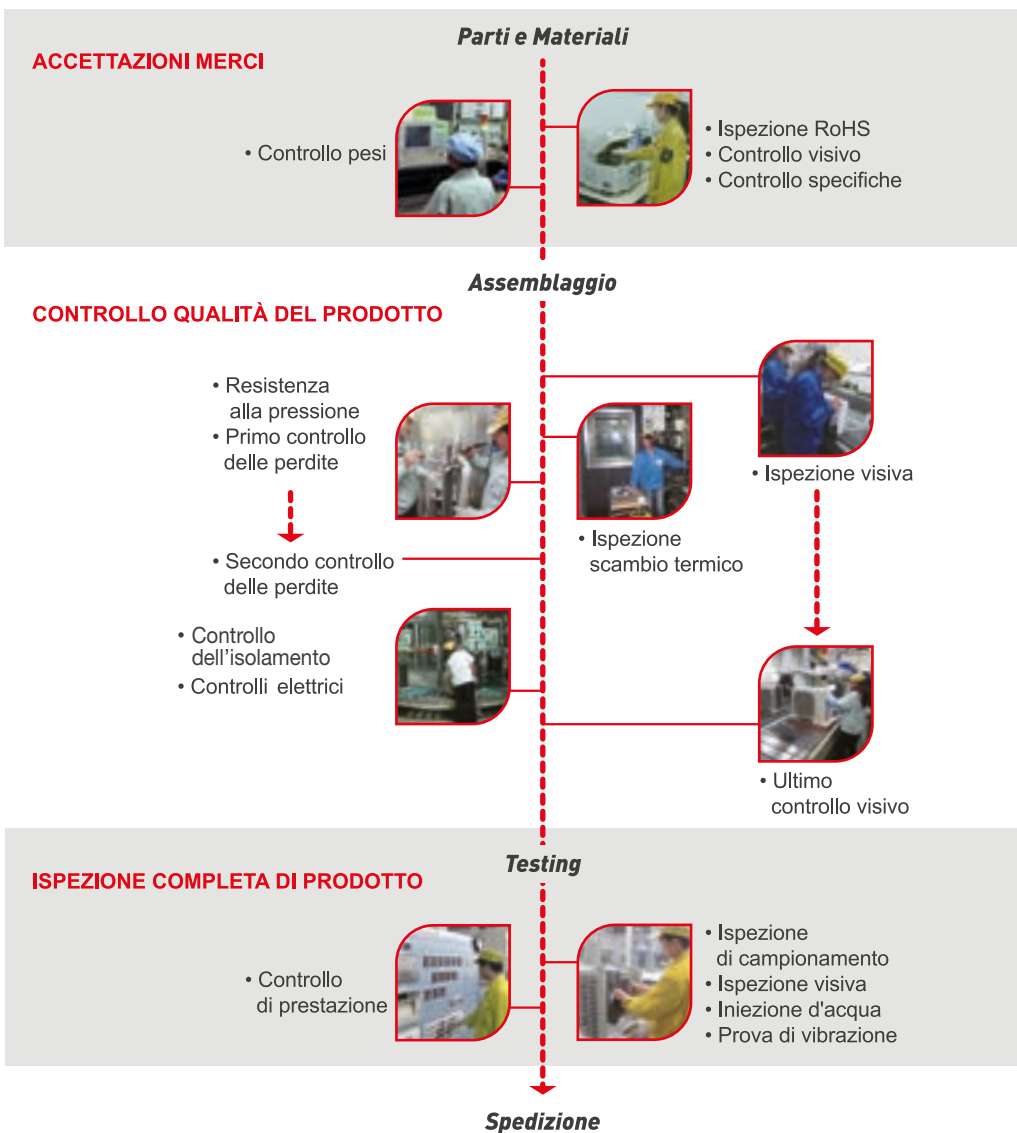 Parti e Materiali
ACCETTAZIONI MERCI
• Controllo pesi
• Ispezione RoHS
• Controllo visivo
• Controllo specifiche
Assemblaggio
CONTROLLO QUALITÀ DEL PRODOTTO
• Resistenza
alla pressione
• Primo controllo
delle perdite
• Ispezione visiva
• Ispezione
scambio termico
• Secondo controllo
delle perdite
• Controllo
dell'isolamento
• Controlli elettrici
• Ultimo
controllo visivo
Testing
ISPEZIONE COMPLETA DI PRODOTTO
• Controllo
di prestazione
• Ispezione
di campionamento
• Ispezione visiva
• Iniezione d'acqua
• Prova di vibrazione
Spedizione